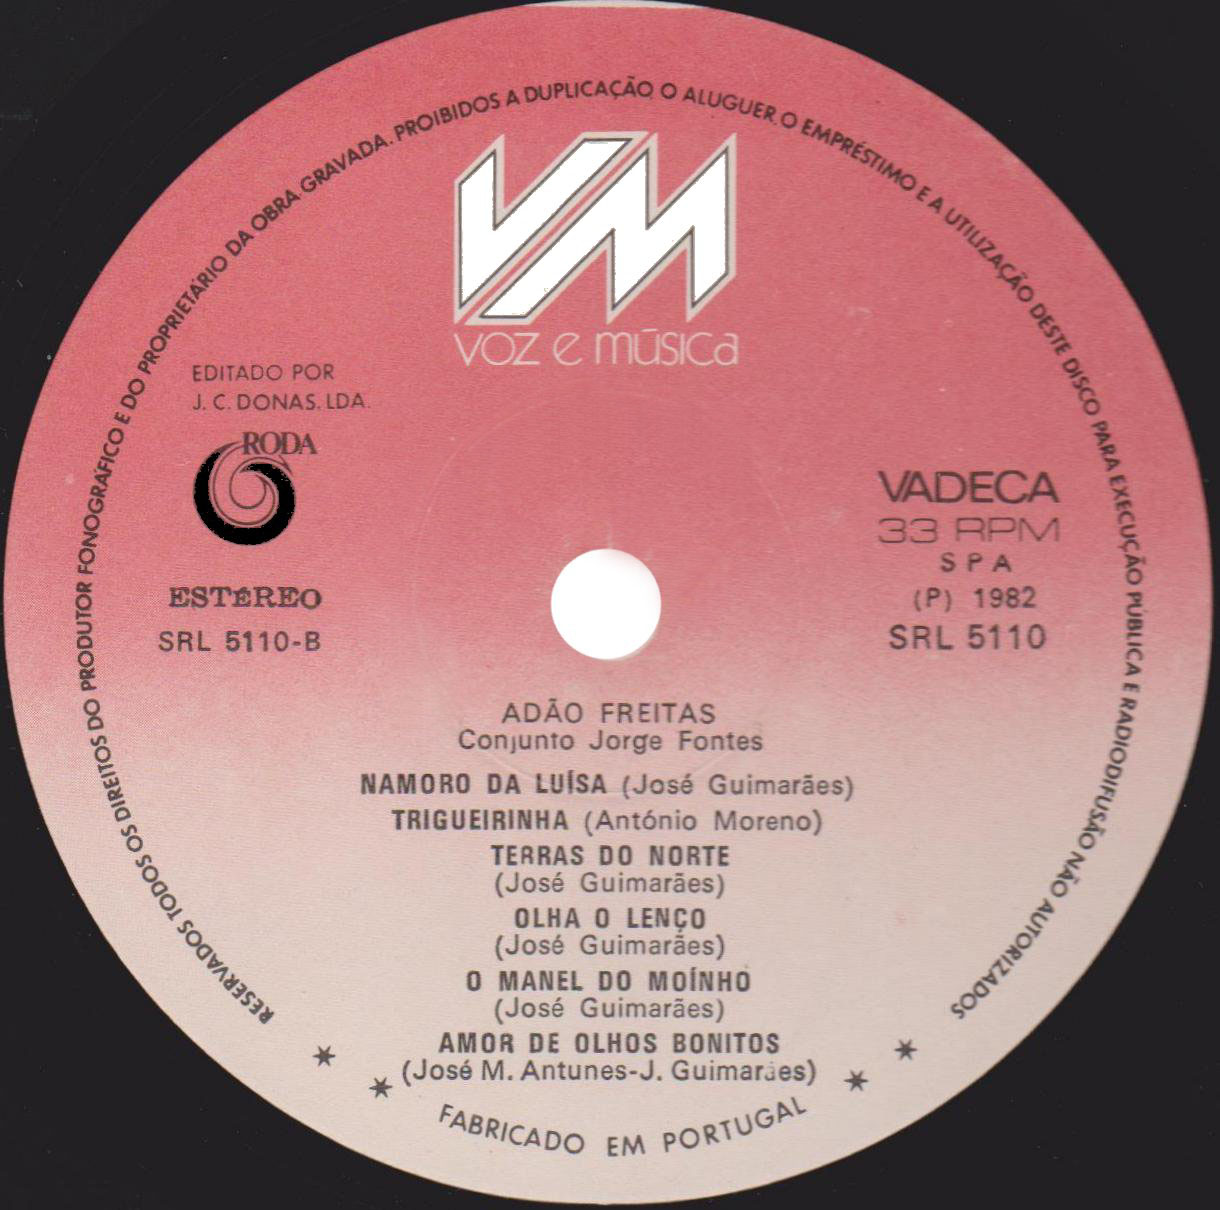 RESERVADOS TODOS OS DIREITOS DO PRODUTOR FONOGRÁFICO E DO PROPRIETÁRIO DA OBRA GRAVADA. PROIBIDOS A DUPLICAÇÃO, O ALUGUER, O EMPRÉSTIMO E A UTILIZAÇÃO DESTE DISCO PARA EXECUÇÃO PÚBLICA E RADIODIFUSÃO NÃO AUTORIZADOS
VM
VOZ e MÚSICA
EDITADO POR
J. C. DONAS, LDA.
RODA
ESTÉREO
SRL 5110-B
VADECA
33 RPM
S P A
(P) 1982
SRL 5110
ADÃO FREITAS
Conjunto Jorge Fontes
NAMORO DA LUÍSA (José Guimarães)
TRIGUEIRINHA (António Moreno)
TERRAS DO NORTE
(José Guimarães)
OLHA O LENÇO
(José Guimarães)
O MANEL DO MOÍNHO
(José Guimarães)
AMOR DE OLHOS BONITOS
(José M. Antunes-J. Guimarães)
FABRICADO EM PORTUGAL